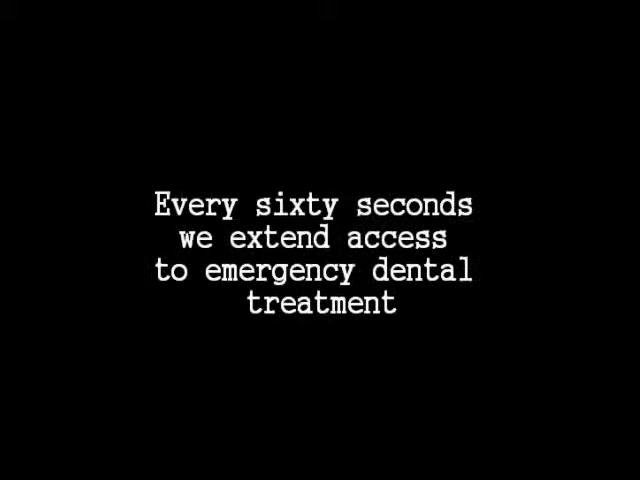 Every sixty seconds
we extend access
to emergency dental
treatment